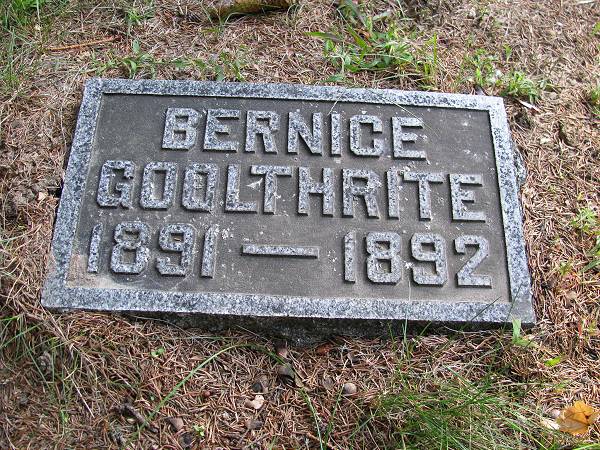 BERNICE
GOOLTHRITE
1891 — 1892